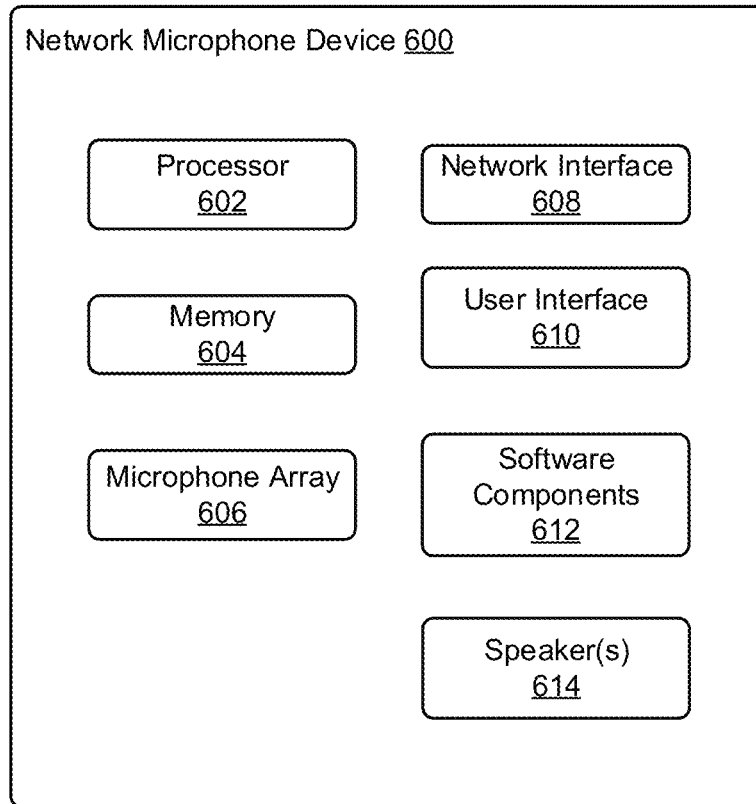 Network Microphone Device 600
Processor
602
Memory
604
Microphone Array
606
Network Interface
608
User Interface
610
Software
Components
612
Speaker(s)
614